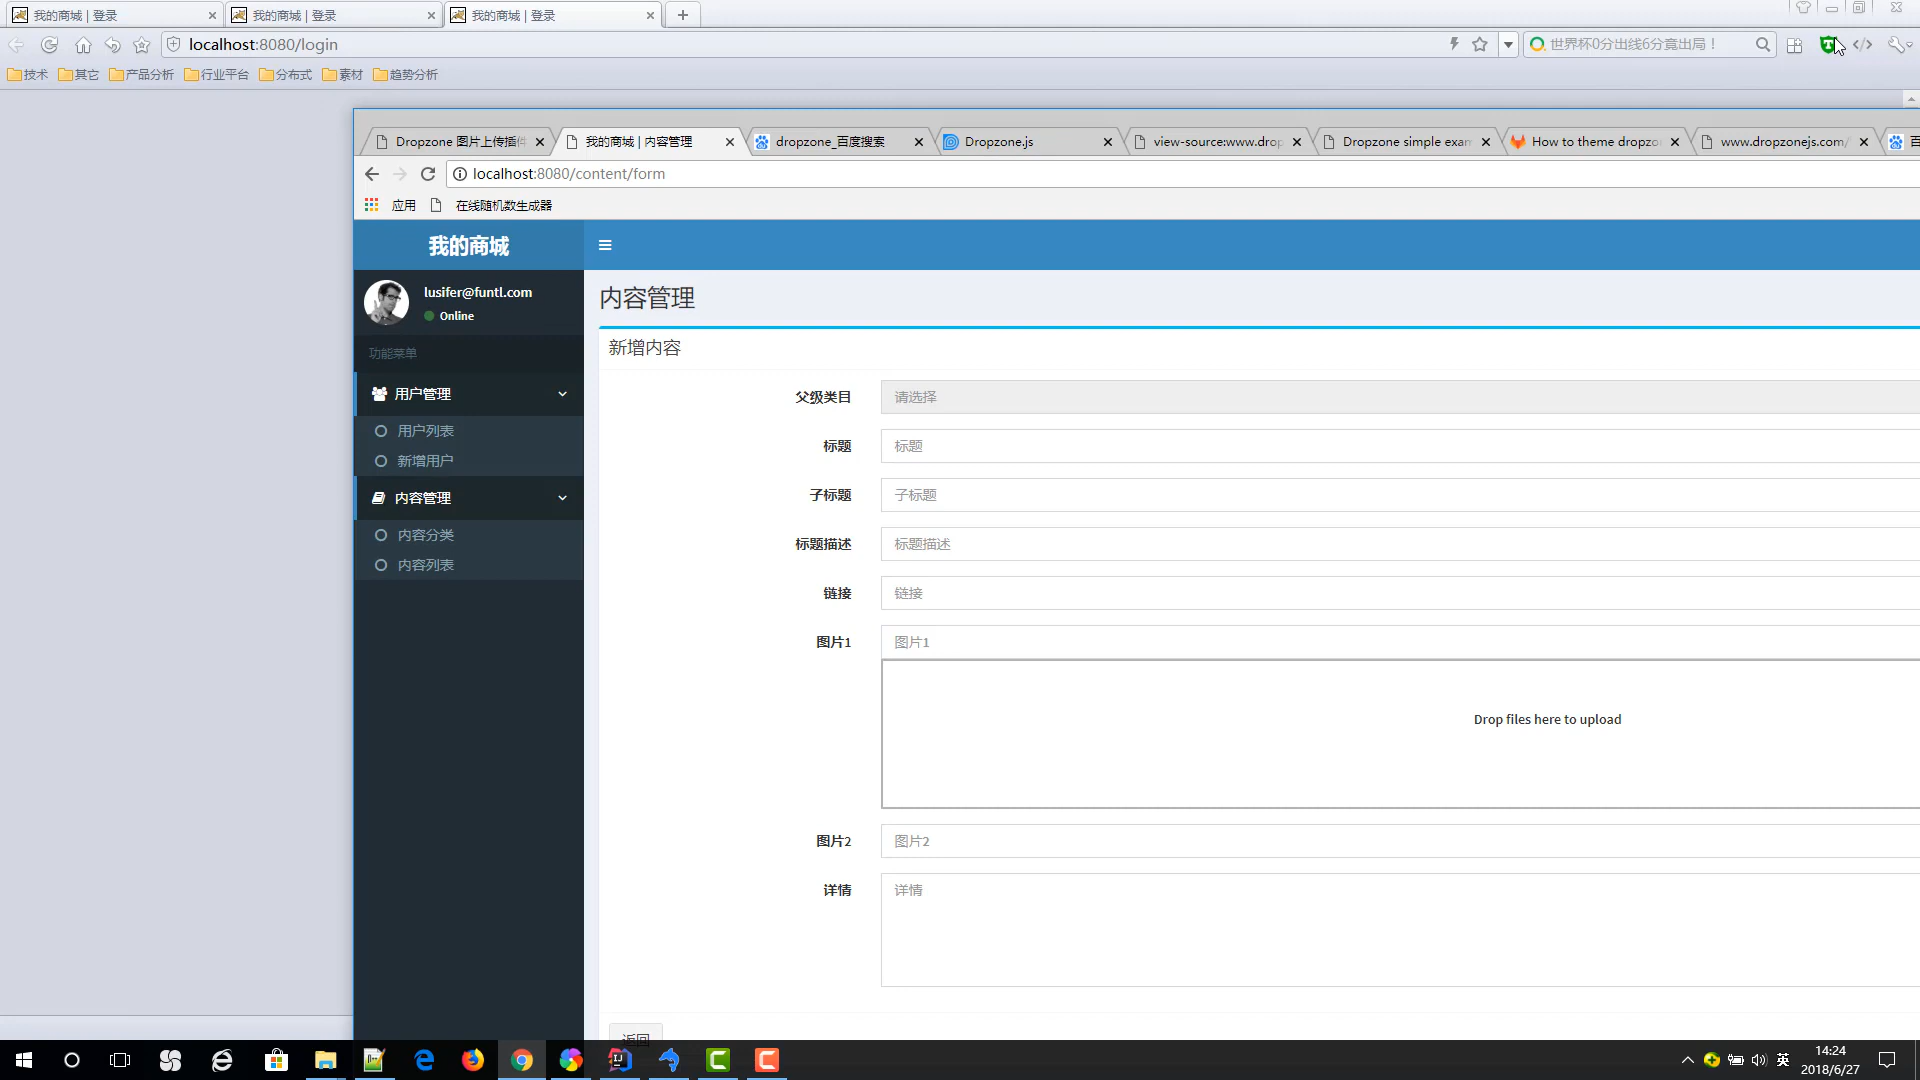 我的商城 | 登录
我的商城 | 登录
我的商城 | 登录
localhost:8080/login
世界杯0分出线6分竟出局！
技术
其它
产品分析
行业平台
分布式
素材
趋势分析
Dropzone 图片上传插件
我的商城 | 内容管理
dropzone_百度搜索
Dropzone.js
view-source:www.drop
Dropzone simple exam
How to theme dropzo
www.dropzonejs.com/
localhost:8080/content/form
应用
在线随机数生成器
我的商城
lusifer@funtl.com
Online
内容管理
新增内容
功能菜单
用户管理
用户列表
新增用户
内容管理
内容分类
内容列表
父级类目 请选择
标题 标题
子标题 子标题
标题描述 标题描述
链接 链接
图片1 图片1
Drop files here to upload
图片2 图片2
详情 详情
返回
英
14:24
2018/6/27